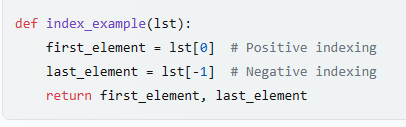 def index_example(lst):
    first_element = lst[0]  # Positive indexing
    last_element = lst[-1]  # Negative indexing
    return first_element, last_element